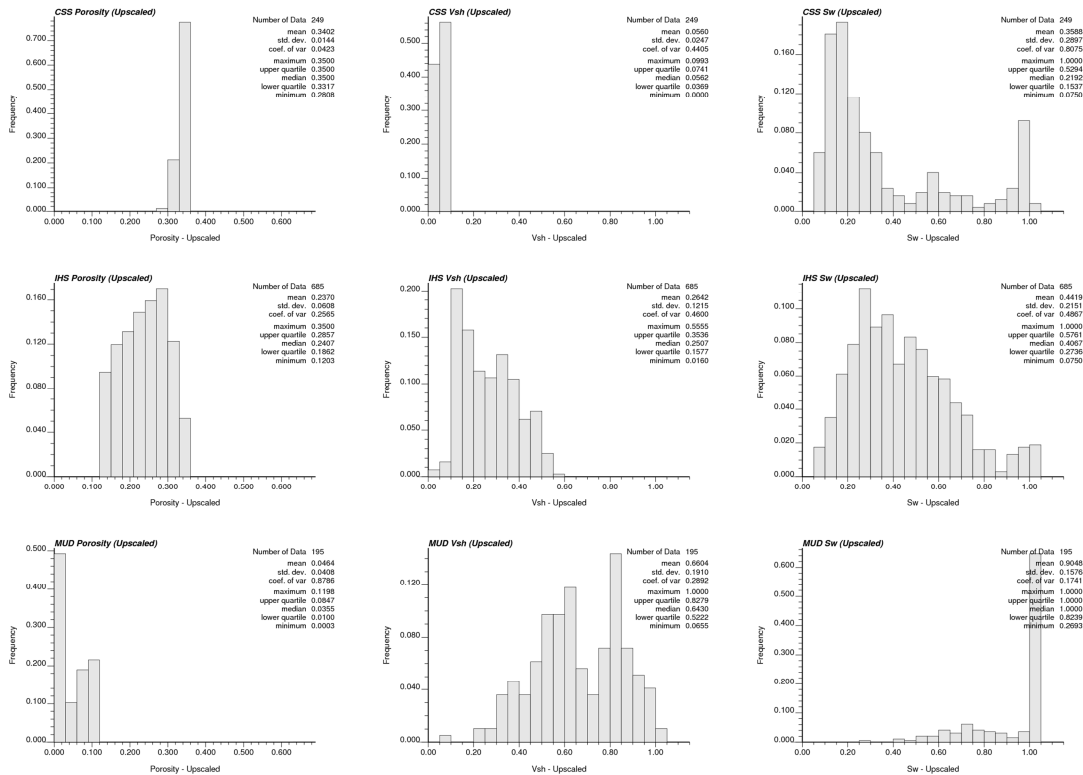 CSS Porosity (Upscaled)
Number of Data 249
mean 0.3402
std. dev. 0.0144
coef. of var 0.0423
maximum 0.3500
upper quartile 0.3500
median 0.3500
lower quartile 0.3317
minimum 0.2808
Frequency
0.700
0.600
0.500
0.400
0.300
0.200
0.100
0.000
0.000 0.100 0.200 0.300 0.400 0.500 0.600
Porosity - Upscaled
CSS Vsh (Upscaled)
Number of Data 249
mean 0.0560
std. dev. 0.0247
coef. of var 0.4405
maximum 0.0993
upper quartile 0.0741
median 0.0562
lower quartile 0.0369
minimum 0.0000
Frequency
0.500
0.400
0.300
0.200
0.100
0.000
0.00 0.20 0.40 0.60 0.80 1.00
Vsh - Upscaled
CSS Sw (Upscaled)
Number of Data 249
mean 0.3588
std. dev. 0.2897
coef. of var 0.8075
maximum 1.0000
upper quartile 0.5294
median 0.2192
lower quartile 0.1537
minimum 0.0750
Frequency
0.160
0.120
0.080
0.040
0.000
0.00 0.20 0.40 0.60 0.80 1.00
Sw - Upscaled
IHS Porosity (Upscaled)
Number of Data 685
mean 0.2370
std. dev. 0.0608
coef. of var 0.2565
maximum 0.3500
upper quartile 0.2857
median 0.2407
lower quartile 0.1862
minimum 0.1203
Frequency
0.160
0.120
0.080
0.040
0.000
0.000 0.100 0.200 0.300 0.400 0.500 0.600
Porosity - Upscaled
IHS Vsh (Upscaled)
Number of Data 685
mean 0.2642
std. dev. 0.1215
coef. of var 0.4600
maximum 0.5555
upper quartile 0.3536
median 0.2507
lower quartile 0.1577
minimum 0.0160
Frequency
0.200
0.150
0.100
0.050
0.000
0.00 0.20 0.40 0.60 0.80 1.00
Vsh - Upscaled
IHS Sw (Upscaled)
Number of Data 685
mean 0.4419
std. dev. 0.2151
coef. of var 0.4867
maximum 1.0000
upper quartile 0.5761
median 0.4067
lower quartile 0.2736
minimum 0.0750
Frequency
0.100
0.080
0.060
0.040
0.020
0.000
0.00 0.20 0.40 0.60 0.80 1.00
Sw - Upscaled
MUD Porosity (Upscaled)
Number of Data 195
mean 0.0464
std. dev. 0.0408
coef. of var 0.8786
maximum 0.1198
upper quartile 0.0847
median 0.0355
lower quartile 0.0100
minimum 0.0003
Frequency
0.500
0.400
0.300
0.200
0.100
0.000
0.000 0.100 0.200 0.300 0.400 0.500 0.600
Porosity - Upscaled
MUD Vsh (Upscaled)
Number of Data 195
mean 0.6604
std. dev. 0.1910
coef. of var 0.2892
maximum 1.0000
upper quartile 0.8279
median 0.6430
lower quartile 0.5222
minimum 0.0655
Frequency
0.120
0.080
0.040
0.000
0.00 0.20 0.40 0.60 0.80 1.00
Vsh - Upscaled
MUD Sw (Upscaled)
Number of Data 195
mean 0.9048
std. dev. 0.1576
coef. of var 0.1741
maximum 1.0000
upper quartile 1.0000
median 1.0000
lower quartile 0.8239
minimum 0.2693
Frequency
0.600
0.500
0.400
0.300
0.200
0.100
0.000
0.00 0.20 0.40 0.60 0.80 1.00
Sw - Upscaled